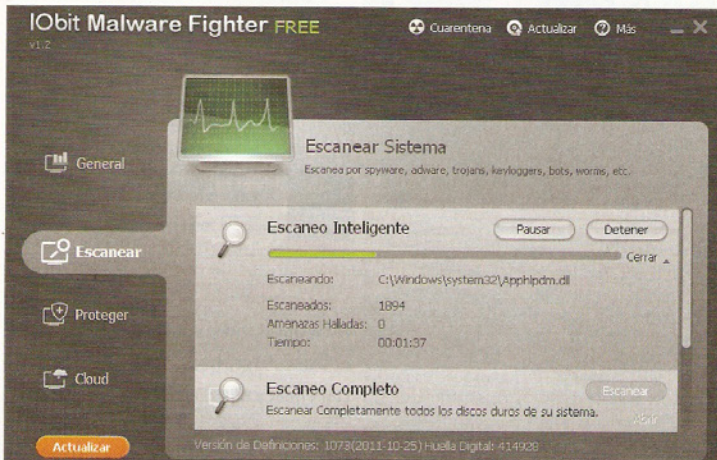 IObit Malware Fighter FREE
v1.2
Cuarentena
Actualizar
Más
General
Escanear
Proteger
Cloud
Actualizar
Escanear Sistema
Escanea por spyware, adware, trojans, keyloggers, bots, worms, etc.
Escaneo Inteligente
Pausar
Detener
Cerrar
Escaneando: C:\Windows\system32\Apphlpdm.dll
Escaneados: 1894
Amenazas Halladas: 0
Tiempo: 00:01:37
Escaneo Completo
Escanear
Escanear Completamente todos los discos duros de su sistema.
Abrir
Versión de Definiciones: 1073(2011-10-25) Huella Digital: 414928